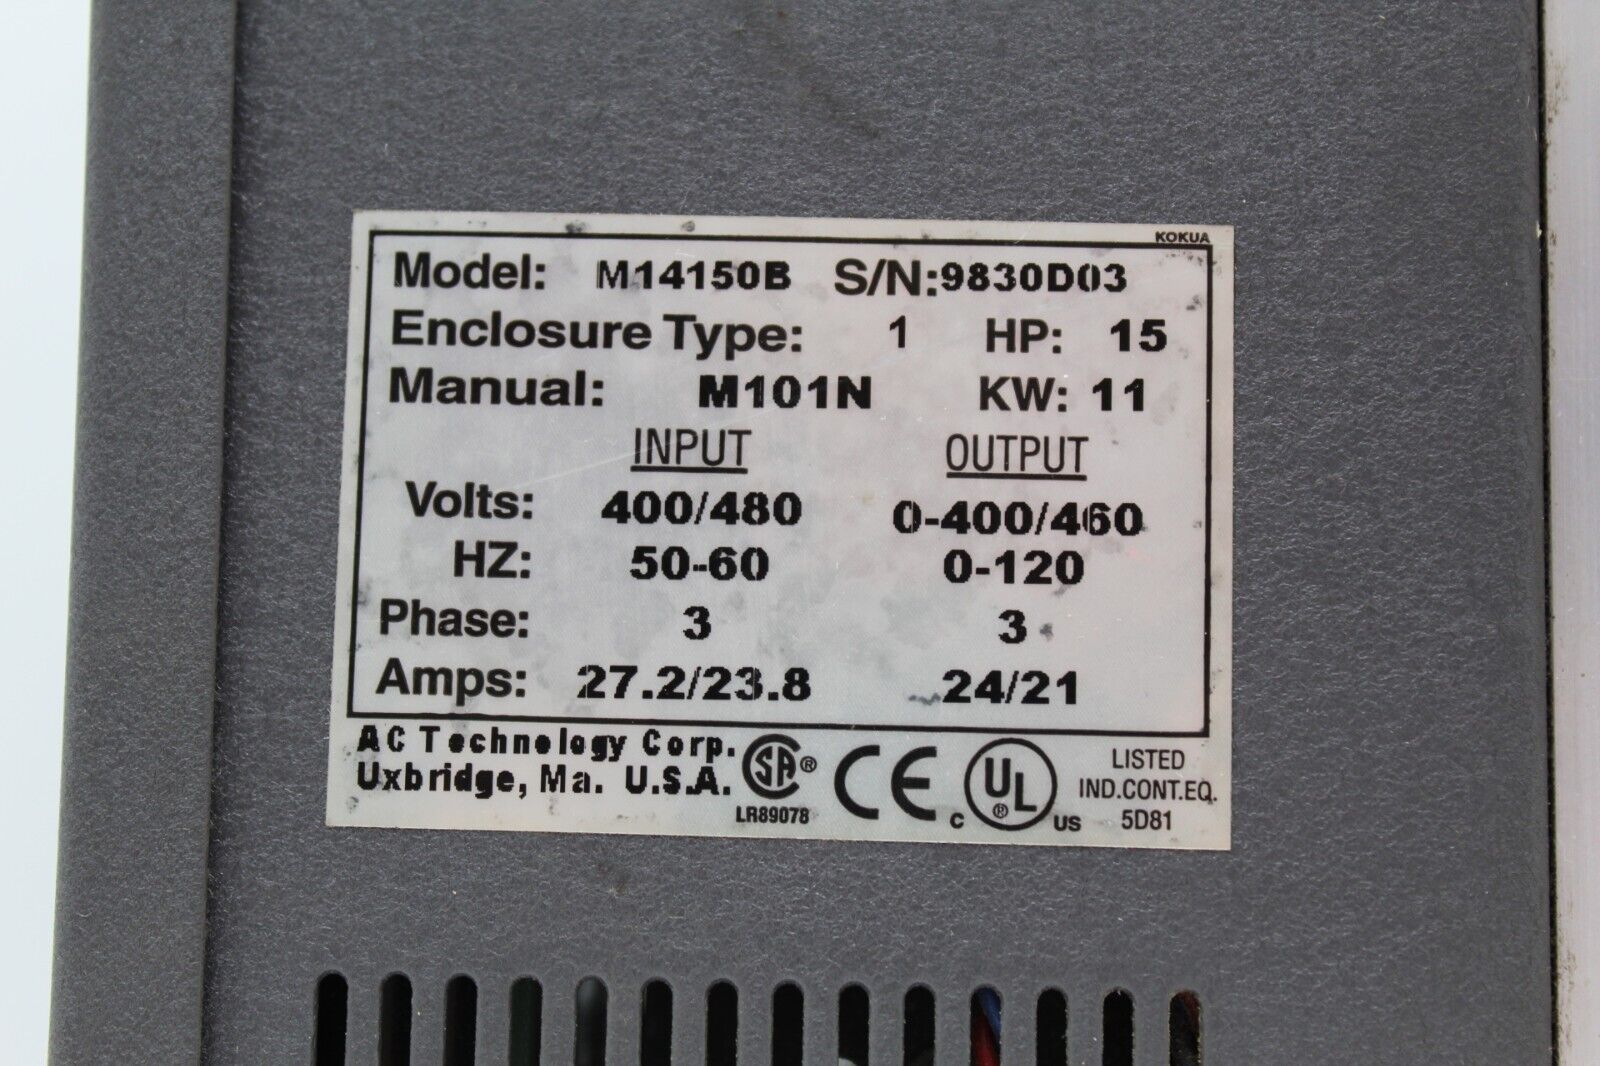 KOKUA
Model: M14150B S/N:9830D03
Enclosure Type: 1 HP: 15
Manual: M101N KW: 11
INPUT OUTPUT
Volts: 400/480 0-400/460
HZ: 50-60 0-120
Phase: 3 3
Amps: 27.2/23.8 24/21
AC Technology Corp.
Uxbridge, Ma. U.S.A.
SA ®
LR89078
CE
C UL ® US
LISTED
IND.CONT.EQ.
5D81